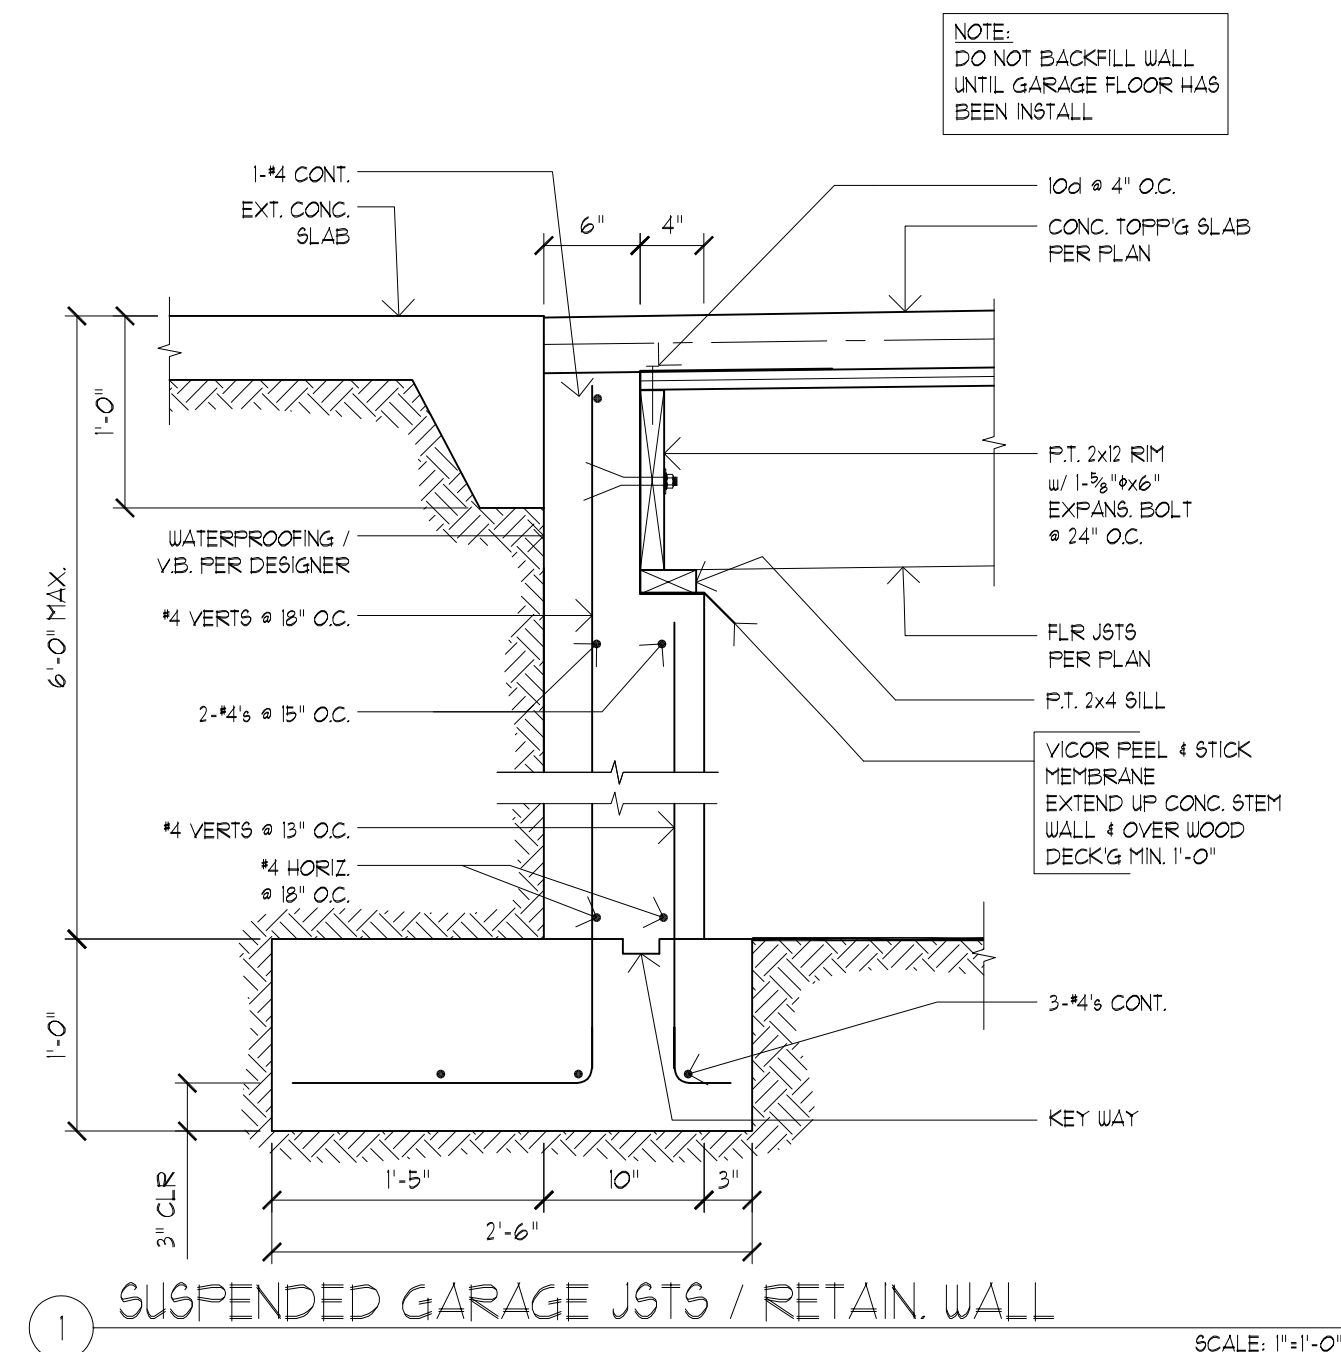 NOTE:
DO NOT BACKFILL WALL
UNTIL GARAGE FLOOR HAS
BEEN INSTALL
1-#4 CONT.
EXT. CONC.
SLAB
6"
4"
10d @ 4" O.C.
CONC. TOPP'G SLAB
PER PLAN
1'-0"
6'-0" MAX.
P.T. 2x12 RIM
w/ 1-5/8"ϕx6"
EXPANS. BOLT
@ 24" O.C.
WATERPROOFING /
V.B. PER DESIGNER
#4 VERTS @ 18" O.C.
FLR JSTS
PER PLAN
2-#4's @ 15" O.C.
P.T. 2x4 SILL
VICOR PEEL & STICK
MEMBRANE
EXTEND UP CONC. STEM
WALL & OVER WOOD
DECK'G MIN. 1'-0"
#4 VERTS @ 13" O.C.
#4 HORIZ.
@ 18" O.C.
1'-0"
3-#4's CONT.
KEY WAY
3" CLR
1'-5"
10"
3"
2'-6"
1
SUSPENDED GARAGE JSTS / RETAIN. WALL
SCALE: 1"=1'-0"